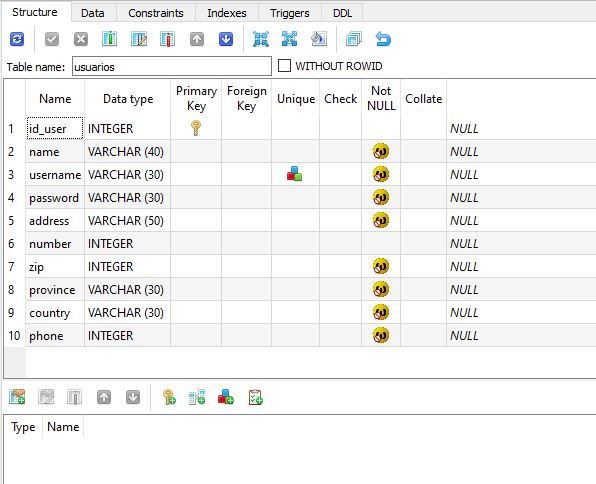 Structure Data Constraints Indexes Triggers DDL
Table name: usuarios WITHOUT ROWID
Name Data type Primary Key Foreign Key Unique Check Not NULL Collate
1 id_user INTEGER NULL
2 name VARCHAR (40) NULL
3 username VARCHAR (30) NULL
4 password VARCHAR (30) NULL
5 address VARCHAR (50) NULL
6 number INTEGER NULL
7 zip INTEGER NULL
8 province VARCHAR (30) NULL
9 country VARCHAR (30) NULL
10 phone INTEGER NULL
Type Name